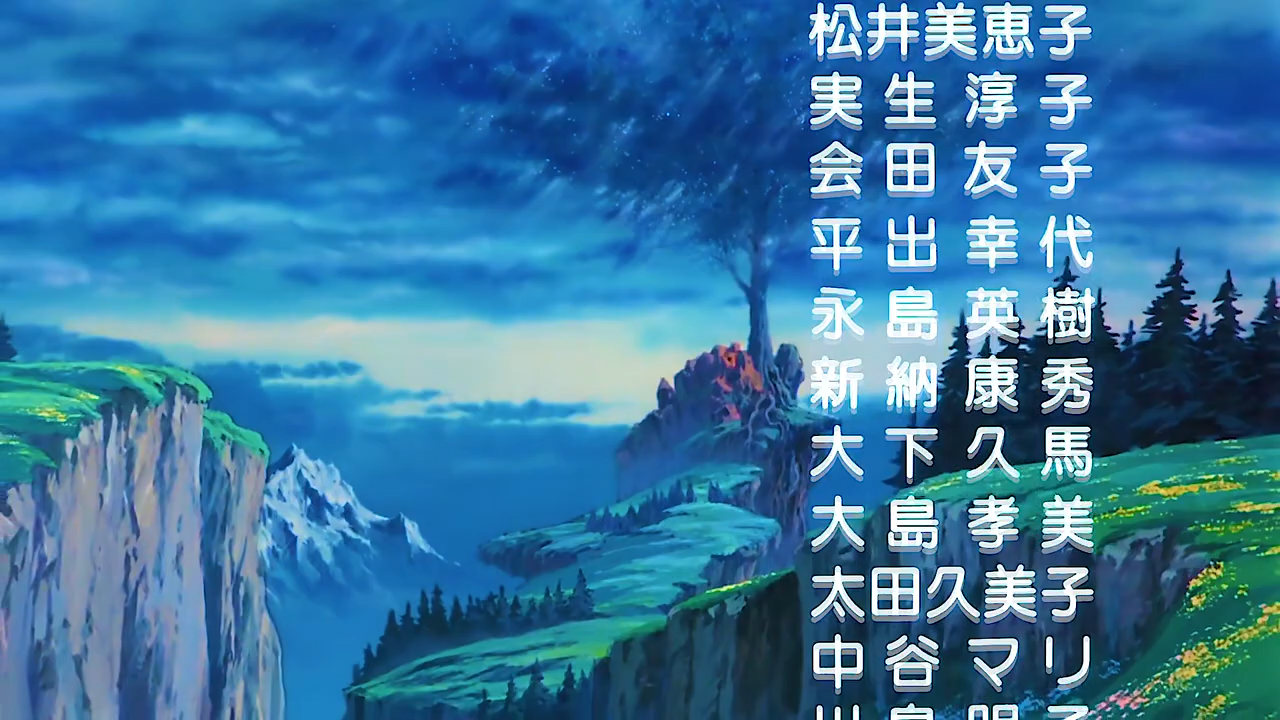 松井美恵子
実生淳子
会田友子
平出幸代
永島英樹
新納康秀
大下久馬
大島孝美
太田久美子
中谷マリ